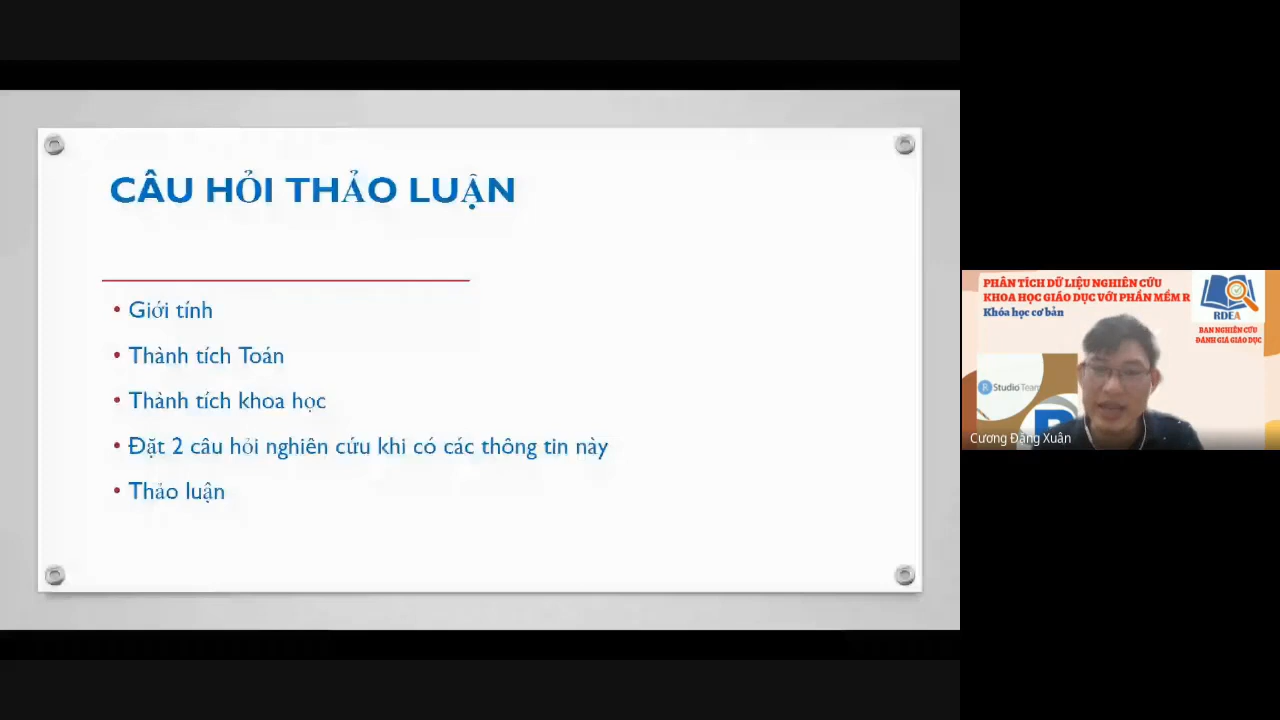 CÂU HỎI THẢO LUẬN
• Giới tính
• Thành tích Toán
• Thành tích khoa học
• Đặt 2 câu hỏi nghiên cứu khi có các thông tin này
• Thảo luận
PHÂN TÍCH DỮ LIỆU NGHIÊN CỨU
KHOA HỌC GIÁO DỤC VỚI PHẦN MỀM R
Khóa học cơ bản
RDEA
BAN NGHIÊN CỨU
ĐÁNH GIÁ GIÁO DỤC
R Studio Team
R
Cương Đặng Xuân